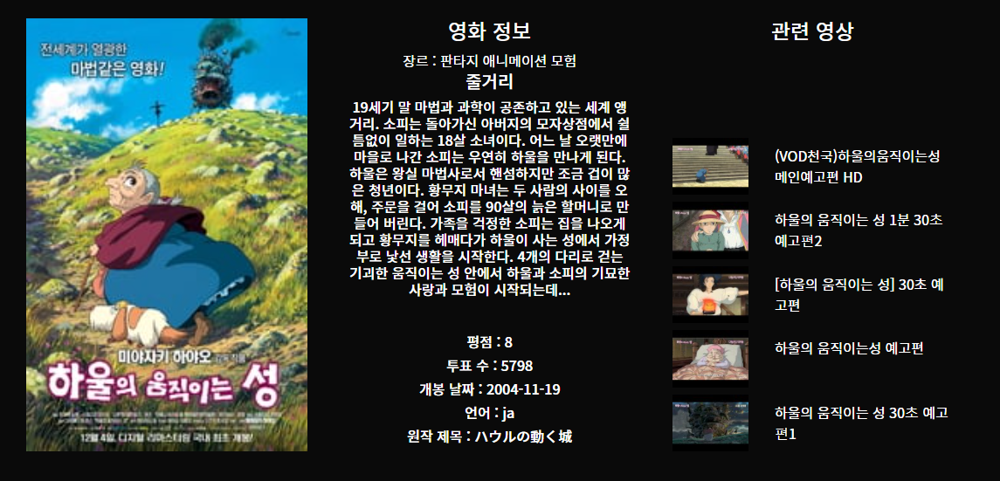 전세계가 열광한
마법같은 영화!
미야자키 하야오
하울의 움직이는 성
12월 4일, 디지털 리마스터링 국내 최초 개봉!
영화 정보
장르 : 판타지 애니메이션 모험
줄거리
19세기 말 마법과 과학이 공존하고 있는 세계 앵
거리. 소피는 돌아가신 아버지의 모자상점에서 쉴
틈없이 일하는 18살 소녀이다. 어느 날 오랫만에
마을로 나간 소피는 우연히 하울을 만나게 된다.
하울은 왕실 마법사로서 핸섬하지만 조금 겁이 많
은 청년이다. 황무지 마녀는 두 사람의 사이를 오
해, 주문을 걸어 소피를 90살의 늙은 할머니로 만
들어 버린다. 가족을 걱정한 소피는 집을 나오게
되고 황무지를 헤매다가 하울이 사는 성에서 가정
부로 낯선 생활을 시작한다. 4개의 다리로 걷는
기괴한 움직이는 성 안에서 하울과 소피의 기묘한
사랑과 모험이 시작되는데...
평점 : 8
투표 수 : 5798
개봉 날짜 : 2004-11-19
언어 : ja
원작 제목 : ハウルの動く城
관련 영상
(VOD천국)하울의움직이는성
메인예고편 HD
하울의 움직이는 성 1분 30초
예고편2
[하울의 움직이는 성] 30초 예
고편
하울의 움직이는성 예고편
하울의 움직이는 성 30초 예고
편1